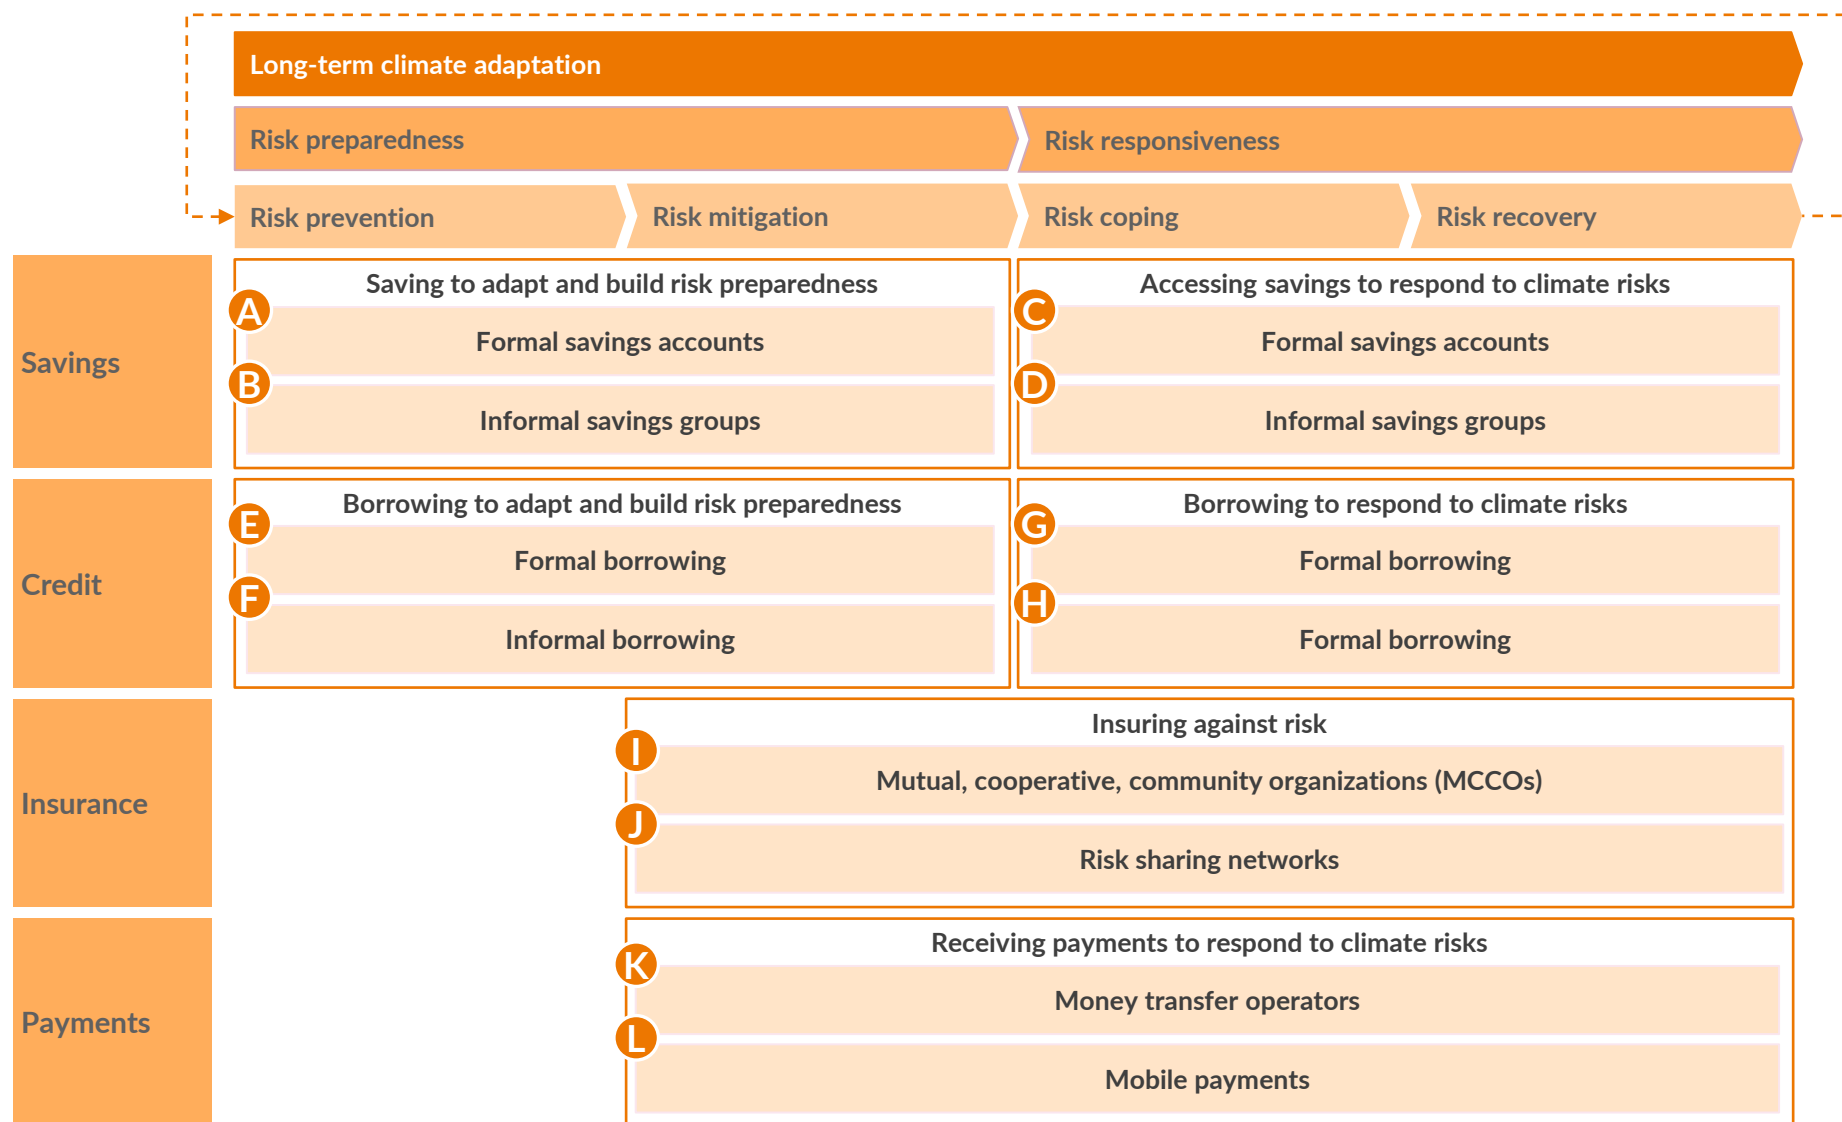 Long-term climate adaptation
Risk preparedness
Risk responsiveness
Risk prevention
Risk mitigation
Risk coping
Risk recovery
Savings
Saving to adapt and build risk preparedness
A
Formal savings accounts
B
Informal savings groups
Accessing savings to respond to climate risks
C
Formal savings accounts
D
Informal savings groups
Credit
Borrowing to adapt and build risk preparedness
E
Formal borrowing
F
Informal borrowing
Borrowing to respond to climate risks
G
Formal borrowing
H
Formal borrowing
Insurance
Insuring against risk
I
Mutual, cooperative, community organizations (MCCOs)
J
Risk sharing networks
Payments
Receiving payments to respond to climate risks
K
Money transfer operators
L
Mobile payments